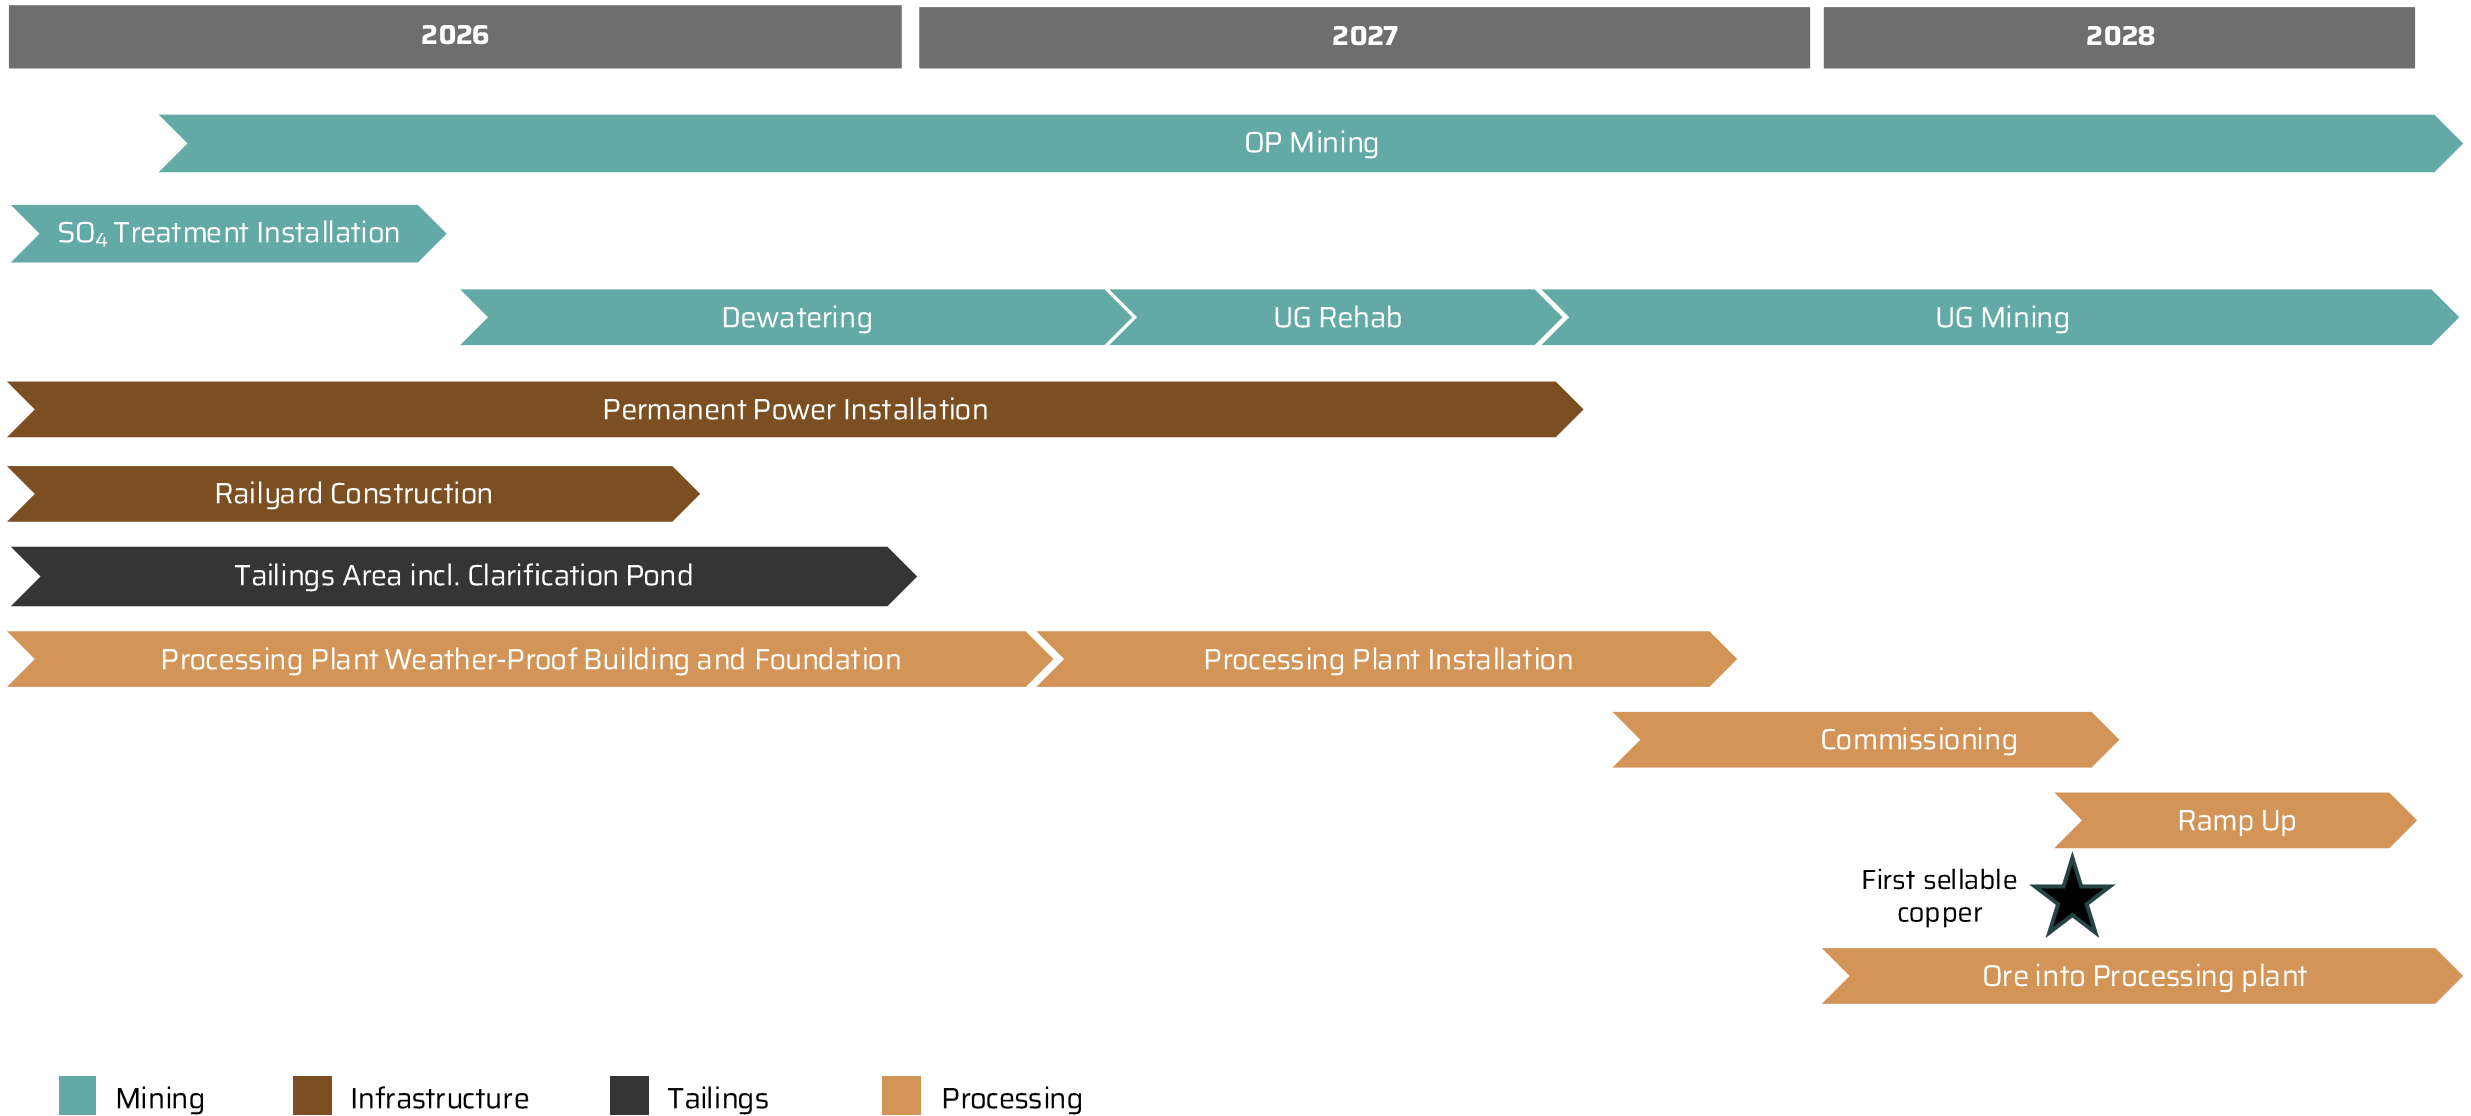 2026
2027
2028
OP Mining
SO₄ Treatment Installation
Dewatering
UG Rehab
UG Mining
Permanent Power Installation
Railyard Construction
Tailings Area incl. Clarification Pond
Processing Plant Weather-Proof Building and Foundation
Processing Plant Installation
Commissioning
Ramp Up
First sellable
copper
Ore into Processing plant
Mining
Infrastructure
Tailings
Processing